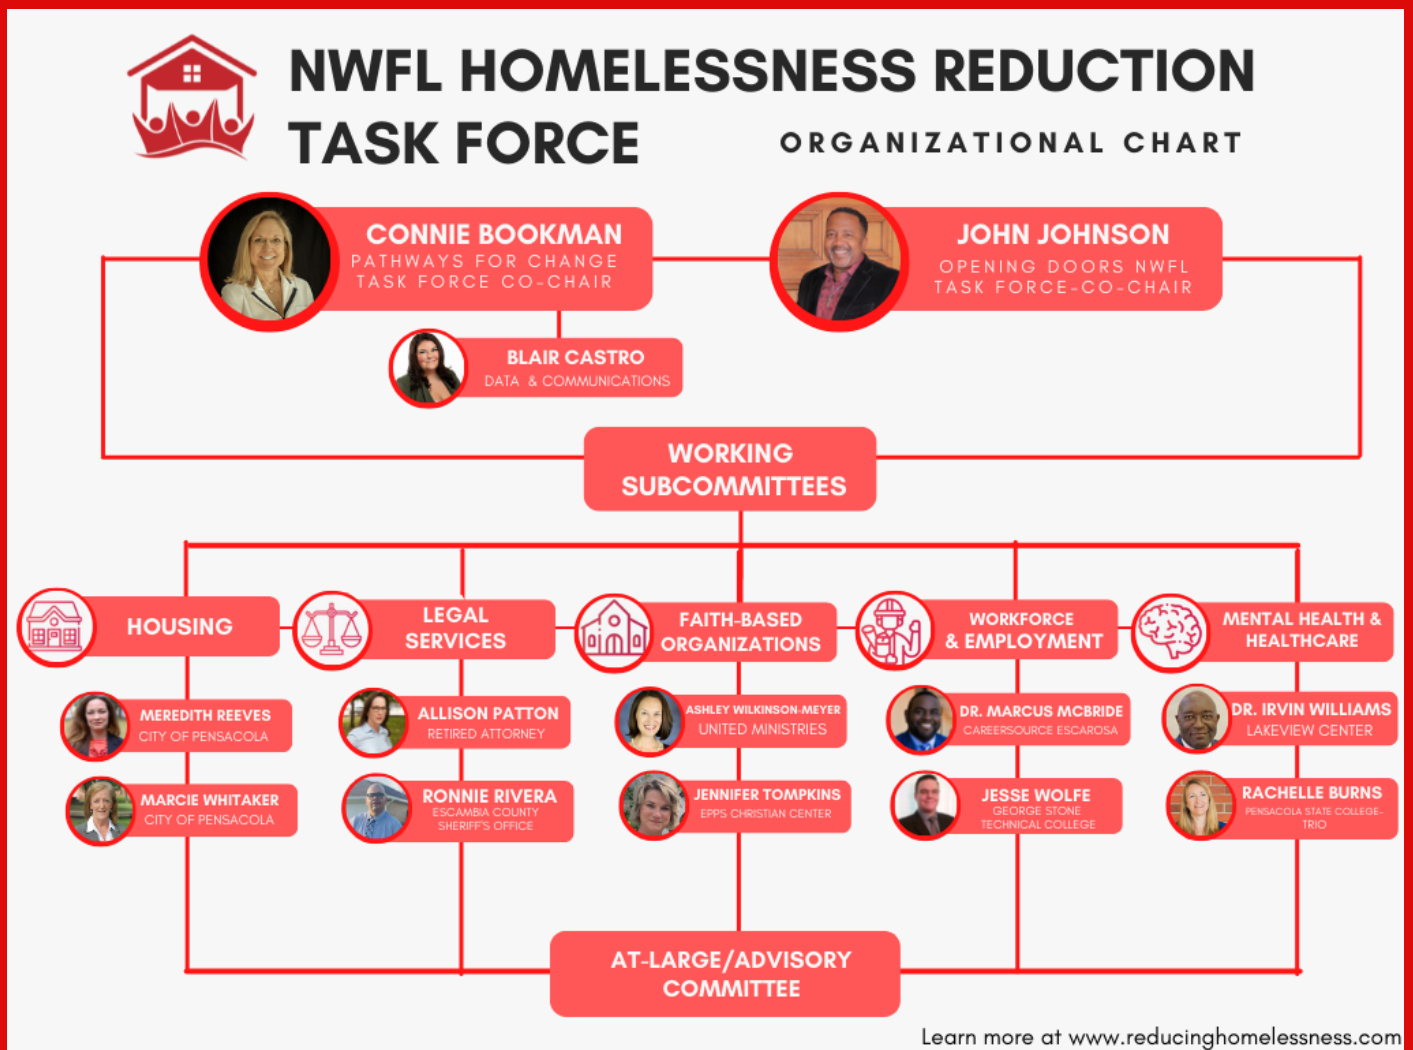 NWFL HOMELESSNESS REDUCTION
TASK FORCE
ORGANIZATIONAL CHART
CONNIE BOOKMAN
PATHWAYS FOR CHANGE
TASK FORCE CO-CHAIR
JOHN JOHNSON
OPENING DOORS NWFL
TASK FORCE-CO-CHAIR
BLAIR CASTRO
DATA & COMMUNICATIONS
WORKING
SUBCOMMITTEES
HOUSING
LEGAL
SERVICES
FAITH-BASED
ORGANIZATIONS
WORKFORCE
& EMPLOYMENT
MENTAL HEALTH &
HEALTHCARE
MEREDITH REEVES
CITY OF PENSACOLA
ALLISON PATTON
RETIRED ATTORNEY
ASHLEY WILKINSON-MEYER
UNITED MINISTRIES
DR. MARCUS MCBRIDE
CAREERSOURCE ESCAROSA
DR. IRVIN WILLIAMS
LAKEVIEW CENTER
MARCIE WHITAKER
CITY OF PENSACOLA
RONNIE RIVERA
ESCAMBIA COUNTY
SHERIFF'S OFFICE
JENNIFER TOMPKINS
EPPS CHRISTIAN CENTER
JESSE WOLFE
GEORGE STONE
TECHNICAL COLLEGE
RACHELLE BURNS
PENSACOLA STATE COLLEGE-
TRIO
AT-LARGE/ADVISORY
COMMITTEE
Learn more at www.reducinghomelessness.com